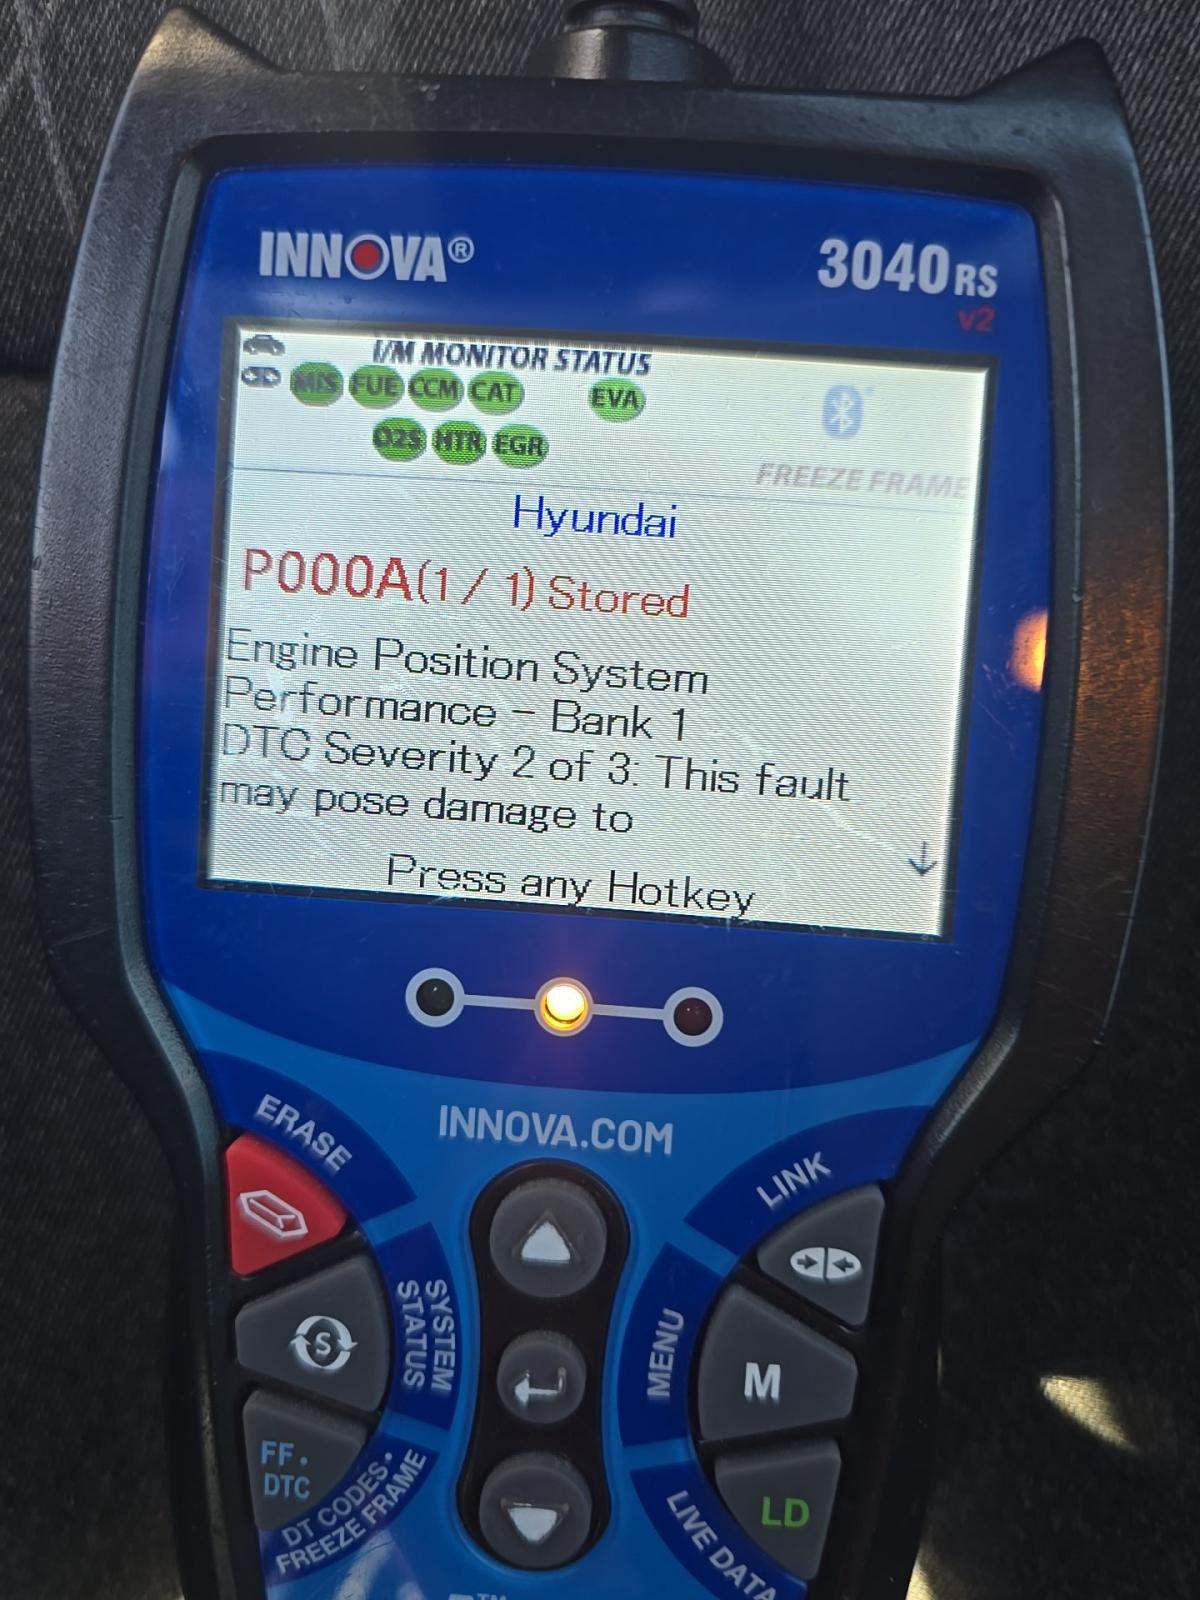 INNOVA®
3040RS
v2
I/M MONITOR STATUS
MIS FUE CCM CAT EVA
O2S HTR EGR
FREEZE FRAME
Hyundai
P000A(1 / 1) Stored
Engine Position System
Performance - Bank 1
DTC Severity 2 of 3: This fault
may pose damage to
Press any Hotkey
INNOVA.COM
ERASE
LINK
S
SYSTEM
STATUS
MENU
M
FF.
DTC
DT CODES•
FREEZE FRAME
LIVE DATA
LD